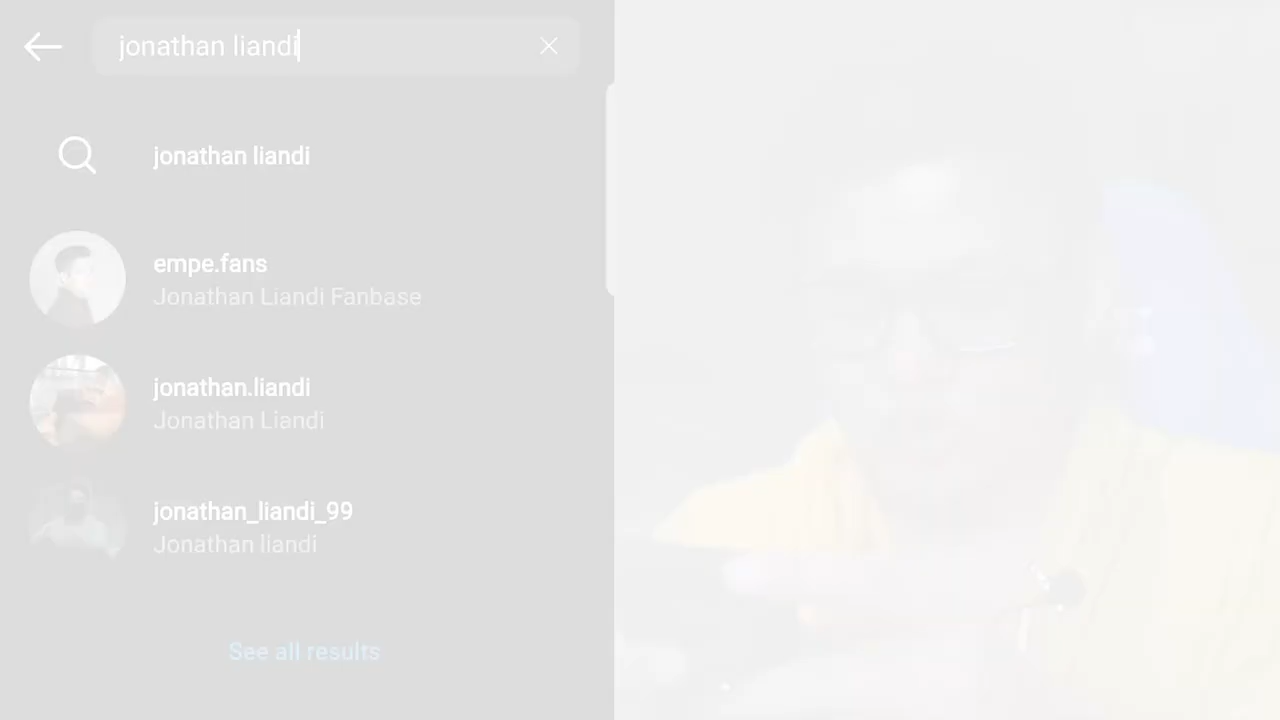 jonathan liandi
jonathan liandi
empe.fans
Jonathan Liandi Fanbase
jonathan.liandi
Jonathan Liandi
jonathan_liandi_99
Jonathan liandi
See all results